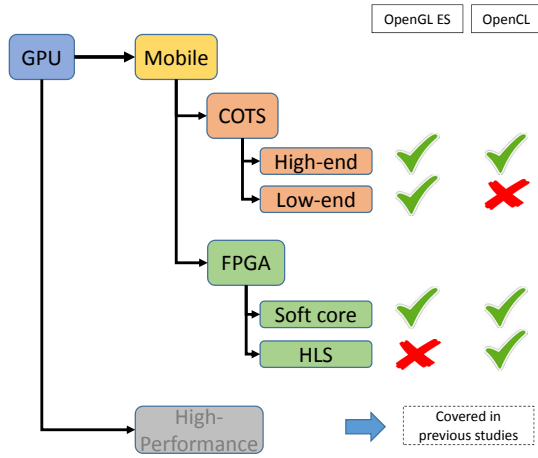 OpenGL ES
OpenCL
GPU
Mobile
COTS
High-end
Low-end
FPGA
Soft core
HLS
High-
Performance
Covered in
previous studies